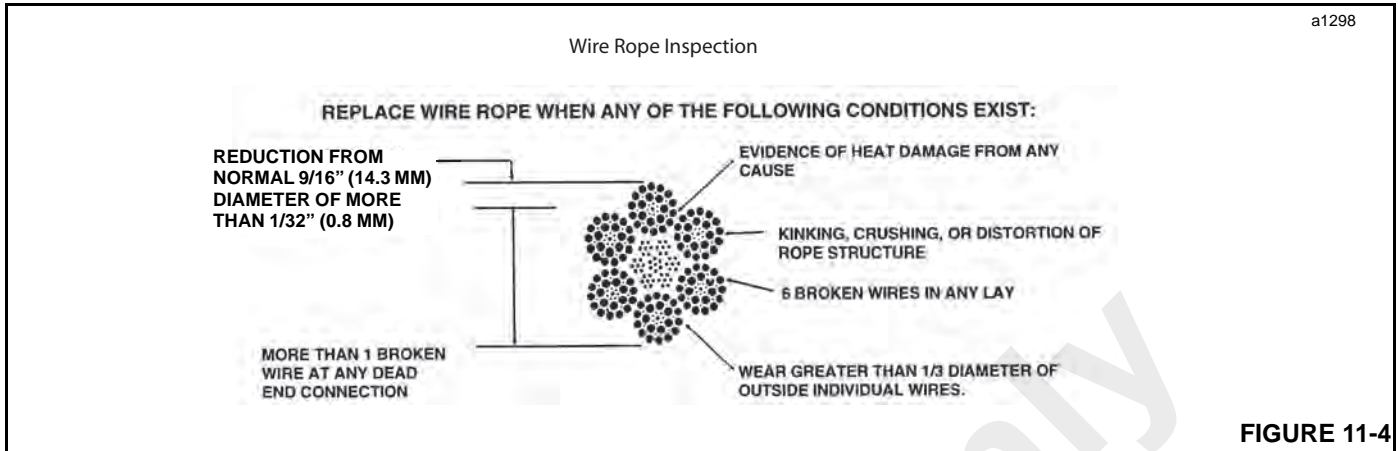 a1298
Wire Rope Inspection
REPLACE WIRE ROPE WHEN ANY OF THE FOLLOWING CONDITIONS EXIST:
REDUCTION FROM
NORMAL 9/16” (14.3 MM)
DIAMETER OF MORE
THAN 1/32” (0.8 MM)
MORE THAN 1 BROKEN
WIRE AT ANY DEAD
END CONNECTION
EVIDENCE OF HEAT DAMAGE FROM ANY
CAUSE
KINKING, CRUSHING, OR DISTORTION OF
ROPE STRUCTURE
6 BROKEN WIRES IN ANY LAY
WEAR GREATER THAN 1/3 DIAMETER OF
OUTSIDE INDIVIDUAL WIRES.
FIGURE 11-4